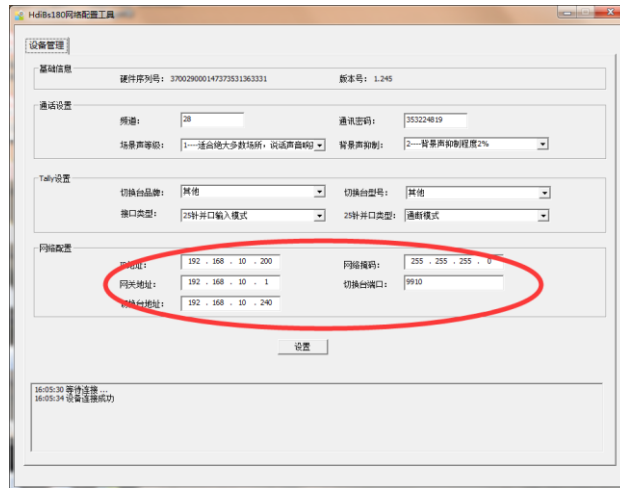 HdiBs180网络配置工具
设备管理
基础信息
硬件序列号: 370029000147373531363331 版本号: 1.245
通话设置
频道: 28 通讯密码: 353224819
场景声等级: 1----适合绝大多数场所，说话声音响 背景声抑制: 2----背景声抑制程度2%
Tally设置
切换台品牌: 其他 切换台型号: 其他
接口类型: 25针并口输入模式 25针并口类型: 通断模式
网络配置
IP地址: 192 . 168 . 10 . 200 网络掩码: 255 . 255 . 255 . 0
网关地址: 192 . 168 . 10 . 1 切换台端口: 9910
切换台地址: 192 . 168 . 10 . 240
设置
16:05:30 等待连接 ...
16:05:34 设备连接成功